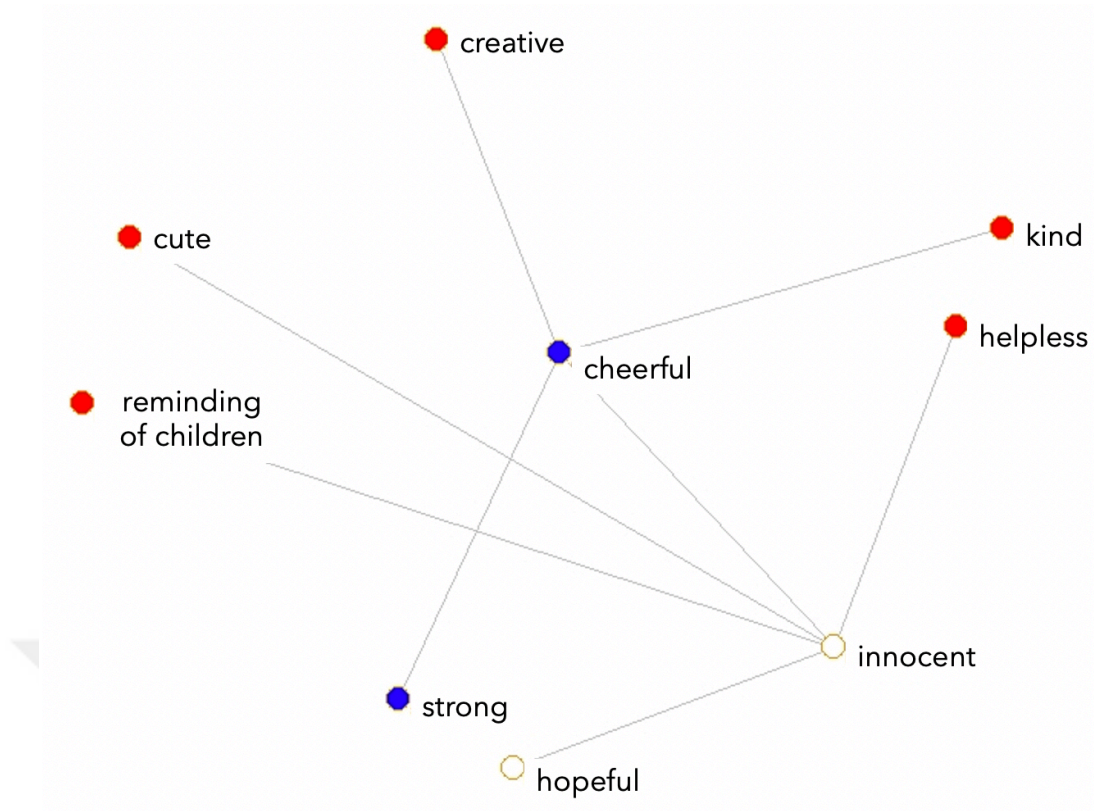 creative
cute
kind
helpless
cheerful
reminding
of children
innocent
strong
hopeful